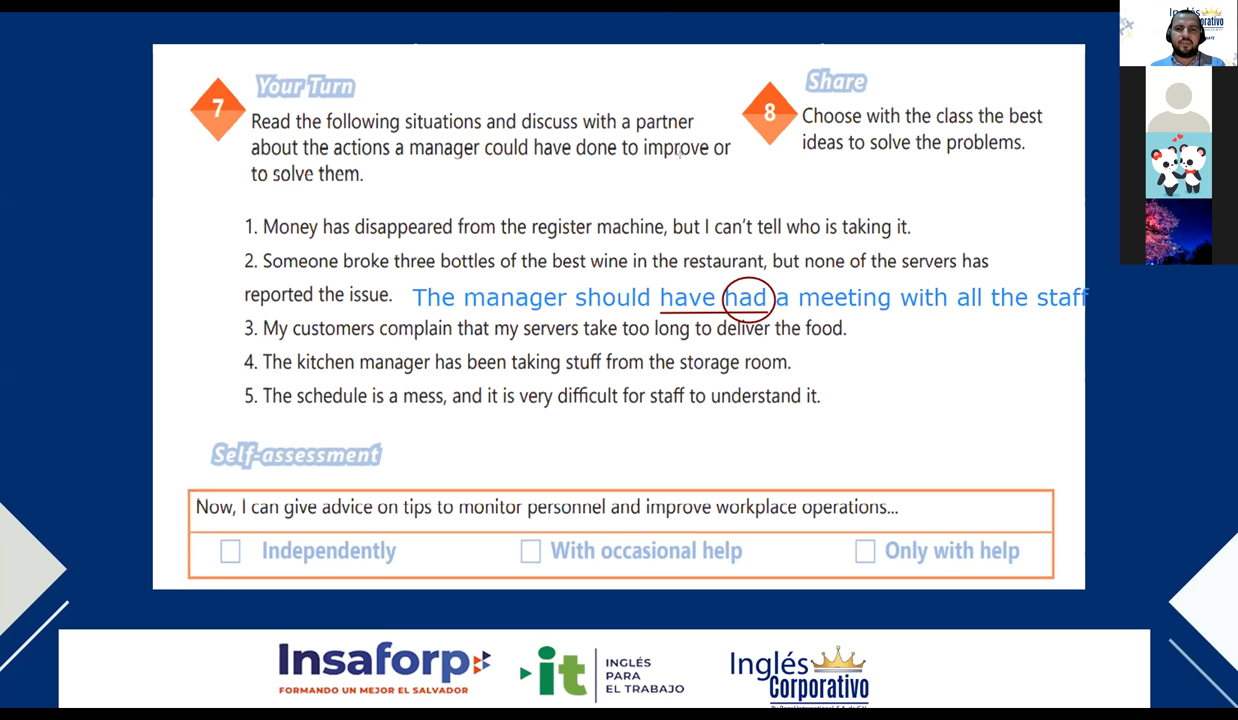 Your Turn
7
Read the following situations and discuss with a partner
about the actions a manager could have done to improve or
to solve them.
Share
8
Choose with the class the best
ideas to solve the problems.
1. Money has disappeared from the register machine, but I can't tell who is taking it.
2. Someone broke three bottles of the best wine in the restaurant, but none of the servers has
reported the issue. The manager should have had a meeting with all the staff
3. My customers complain that my servers take too long to deliver the food.
4. The kitchen manager has been taking stuff from the storage room.
5. The schedule is a mess, and it is very difficult for staff to understand it.
Self-assessment
Now, I can give advice on tips to monitor personnel and improve workplace operations...
Independently With occasional help Only with help
Insaforp
FORMANDO UN MEJOR EL SALVADOR
it
INGLÉS
PARA
EL TRABAJO
Inglés
Corporativo
Inglés